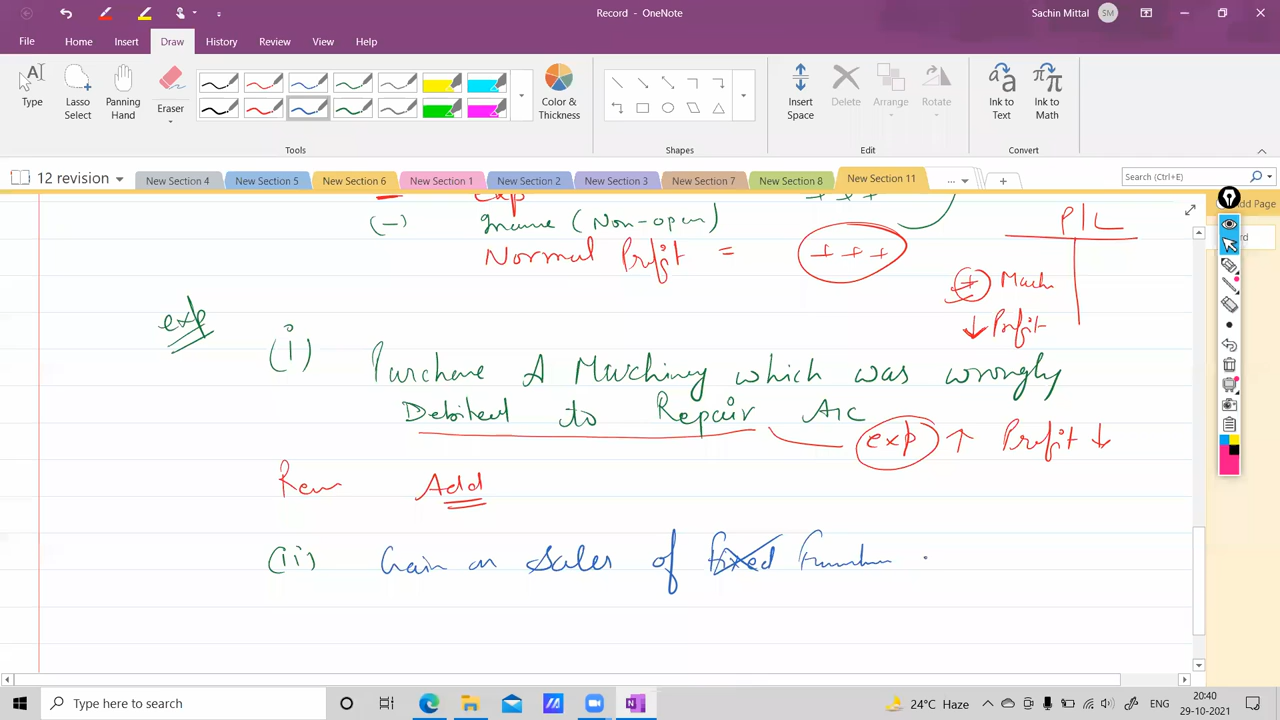 Record - OneNote
Sachin Mittal SM
File Home Insert Draw History Review View Help
Type
Lasso Select
Panning Hand
Eraser
Color & Thickness
Insert Space
Delete
Arrange
Rotate
Ink to Text
Ink to Math
Tools
Shapes
Edit
Convert
12 revision
New Section 4
New Section 5
New Section 6
New Section 1
New Section 2
New Section 3
New Section 7
New Section 8
New Section 11
...
Search (Ctrl+E)
Add Page
exp + + +
(-) (Non-open)
Normal Profit = + + +
P/L
+ Mach
↓ Profit
exp
(i) Purchase A Machinery which was wrongly
Debited to Repair A/c
exp ↑ Profit ↓
Add
(ii) Gain on Sales of Fixed
Type here to search
24°C Haze
ENG
20:40
29-10-2021